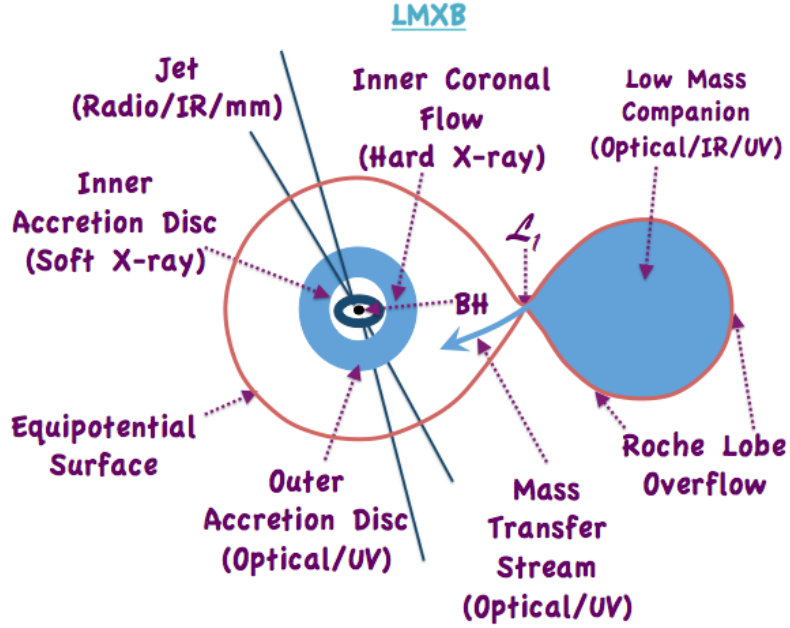 LMXB
Jet
(Radio/IR/mm)
Inner Coronal
Flow
(Hard X-ray)
Low Mass
Companion
(Optical/IR/UV)
Inner
Accretion Disc
(Soft X-ray)
L1
BH
Equipotential
Surface
Outer
Accretion Disc
(Optical/UV)
Mass
Transfer
Stream
(Optical/UV)
Roche Lobe
Overflow